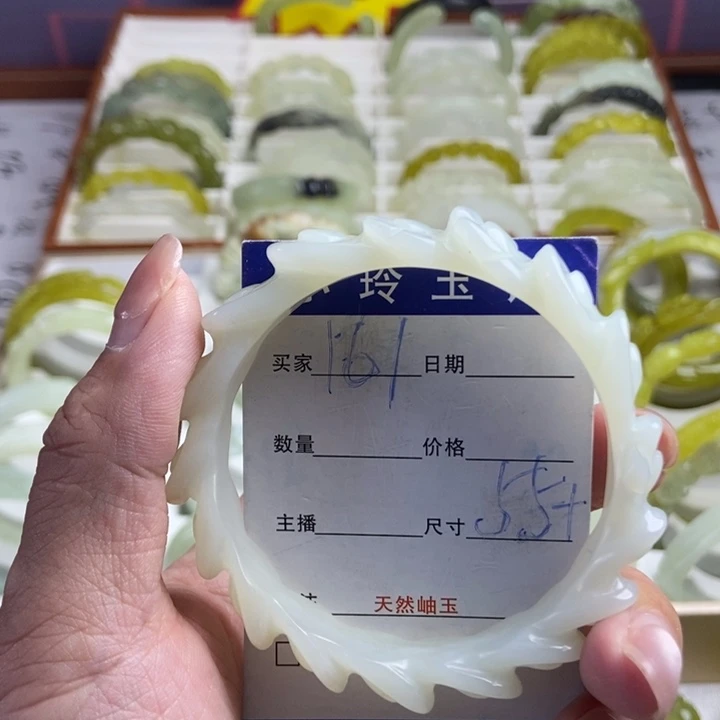 玲玉
买家 161 日期
数量 价格
主播 尺寸 55+
天然岫玉